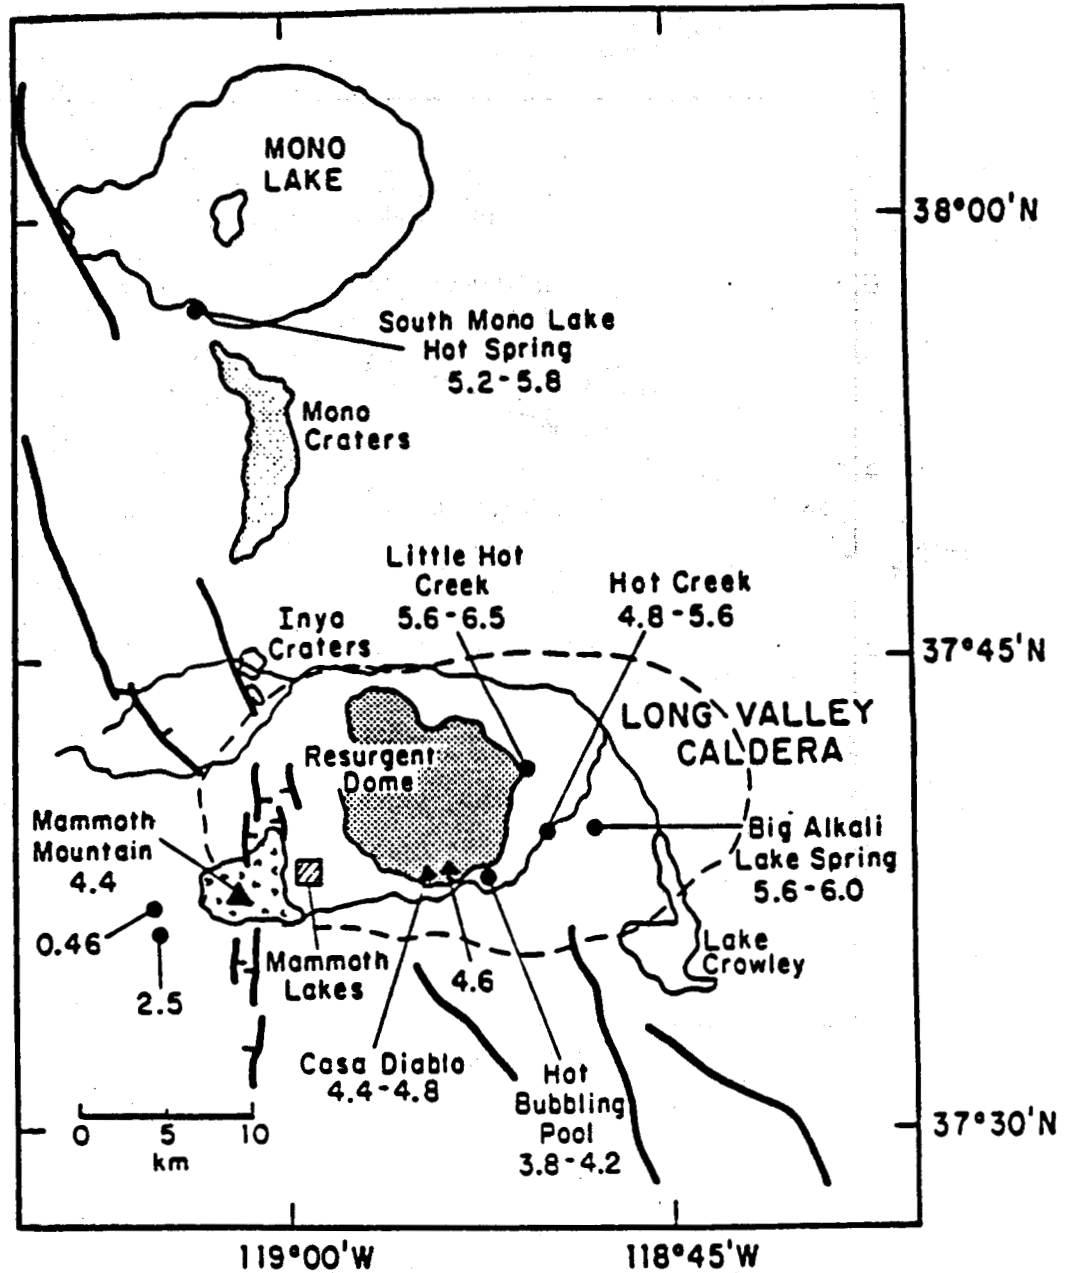 MONO
LAKE
38°00'N
South Mono Lake
Hot Spring
5.2-5.8
Mono
Craters
Little Hot
Creek
5.6-6.5
Hot Creek
4.8-5.6
Inyo
Craters
37°45'N
LONG VALLEY
CALDERA
Resurgent
Dome
Mammoth
Mountain
4.4
Big Alkali
Lake Spring
5.6-6.0
0.46
2.5
Mammoth
Lakes
4.6
Lake
Crowley
Casa Diablo
4.4-4.8
Hot
Bubbling
Pool
3.8-4.2
0 5 10
km
37°30'N
119°00'W 118°45'W